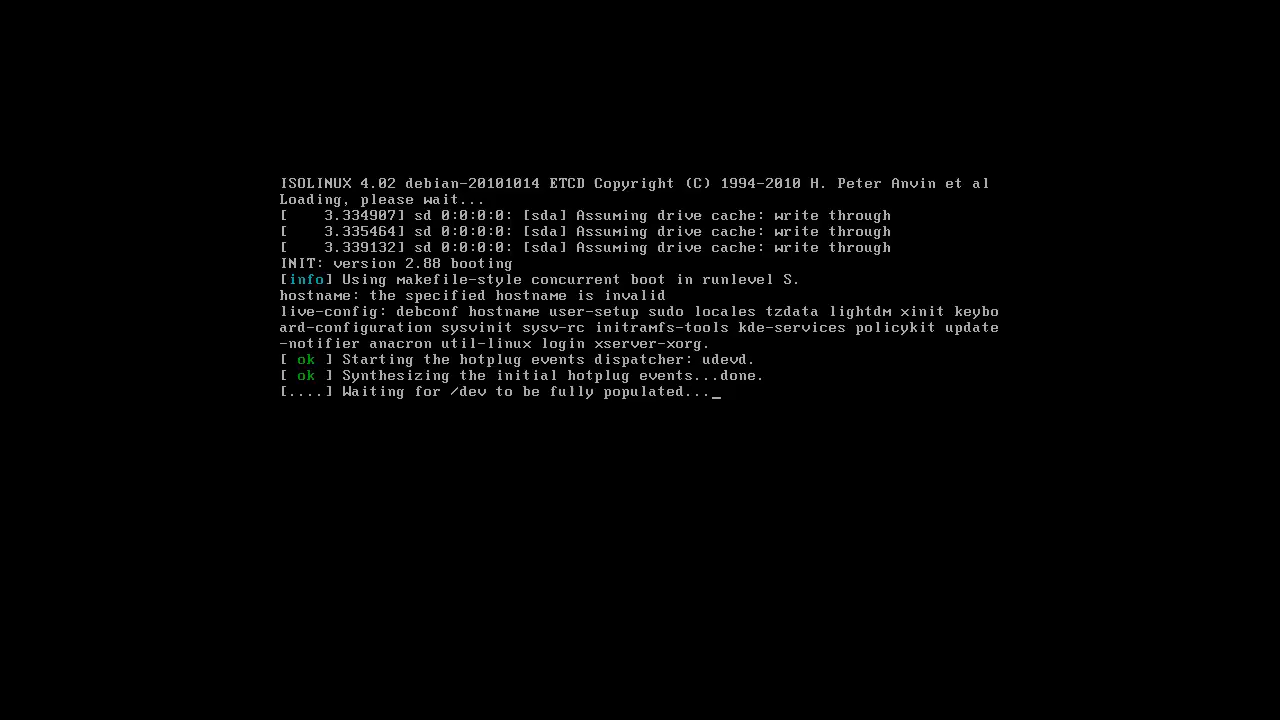 ISOLINUX 4.02 debian-20101014 ETCD Copyright (C) 1994-2010 H. Peter Anvin et al
Loading, please wait...
[    3.334907] sd 0:0:0:0: [sda] Assuming drive cache: write through
[    3.335464] sd 0:0:0:0: [sda] Assuming drive cache: write through
[    3.339132] sd 0:0:0:0: [sda] Assuming drive cache: write through
INIT: version 2.88 booting
[info] Using makefile-style concurrent boot in runlevel S.
hostname: the specified hostname is invalid
live-config: debconf hostname user-setup sudo locales tzdata lightdm xinit keybo
ard-configuration sysvinit sysv-rc initramfs-tools kde-services policykit update
-notifier anacron util-linux login xserver-xorg.
[ ok ] Starting the hotplug events dispatcher: udevd.
[ ok ] Synthesizing the initial hotplug events...done.
[....] Waiting for /dev to be fully populated..._